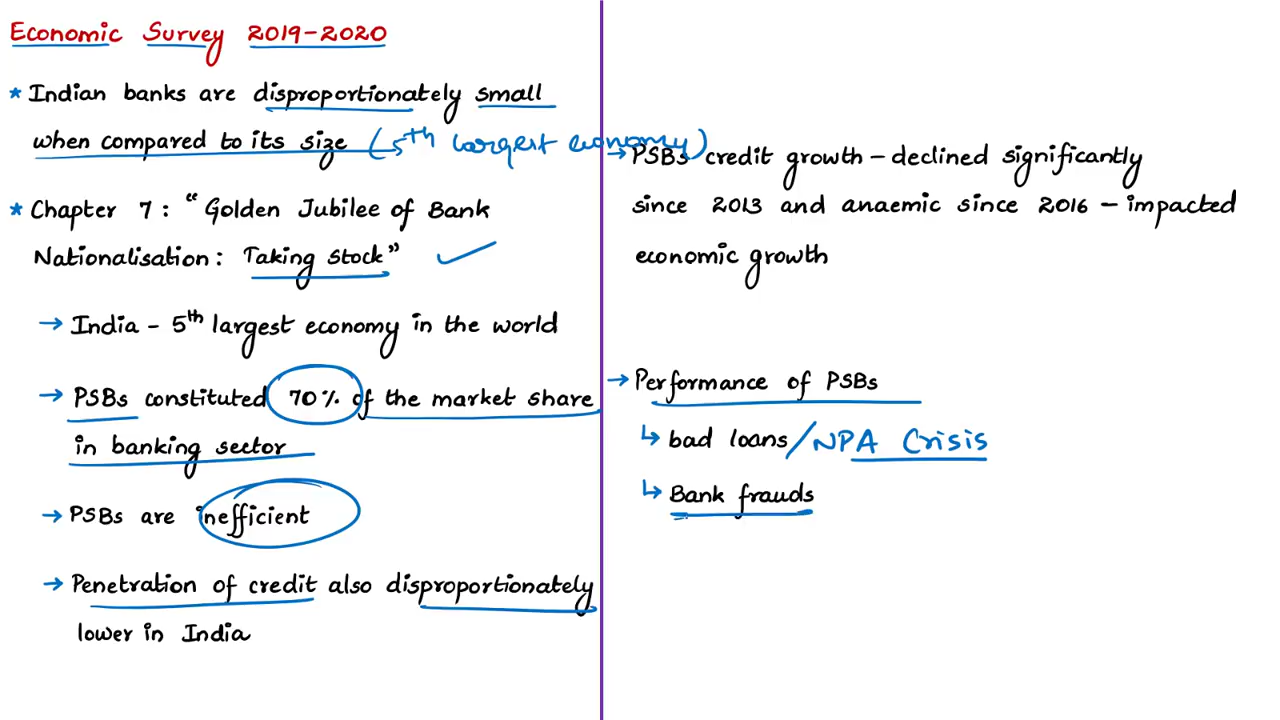 Economic Survey 2019-2020
* Indian banks are disproportionately small
when compared to its size (5th largest economy)
* Chapter 7: "Golden Jubilee of Bank
Nationalisation: Taking stock" ✓
→ India - 5th largest economy in the world
→ PSBs constituted 70% of the market share
in banking sector
→ PSBs are inefficient
→ Penetration of credit also disproportionately
lower in India
→ PSBs credit growth - declined significantly
since 2013 and anaemic since 2016 - impacted
economic growth
→ Performance of PSBs
↳ bad loans/NPA Crisis
↳ Bank frauds